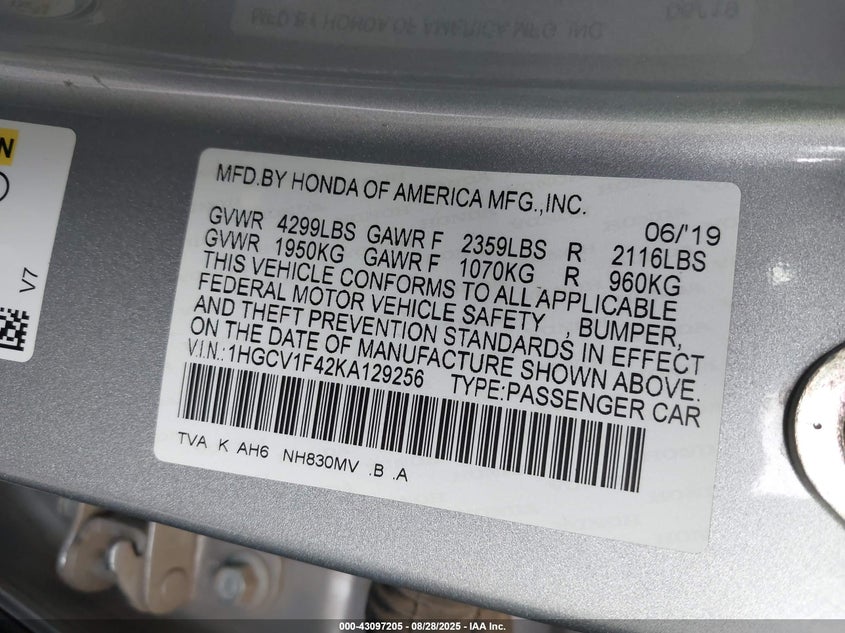 MFD.BY HONDA OF AMERICA MFG.,INC.
06/'19
GVWR 4299LBS GAWR F 2359LBS R 2116LBS
GVWR 1950KG GAWR F 1070KG R 960KG
THIS VEHICLE CONFORMS TO ALL APPLICABLE
FEDERAL MOTOR VEHICLE SAFETY , BUMPER,
AND THEFT PREVENTION STANDARDS IN EFFECT
ON THE DATE OF MANUFACTURE SHOWN ABOVE.
V.I.N.:1HGCV1F42KA129256 TYPE:PASSENGER CAR
TVA K AH6 NH830MV .B .A
N
V7
000-43097205 - 08/28/2025 - IAA Inc.